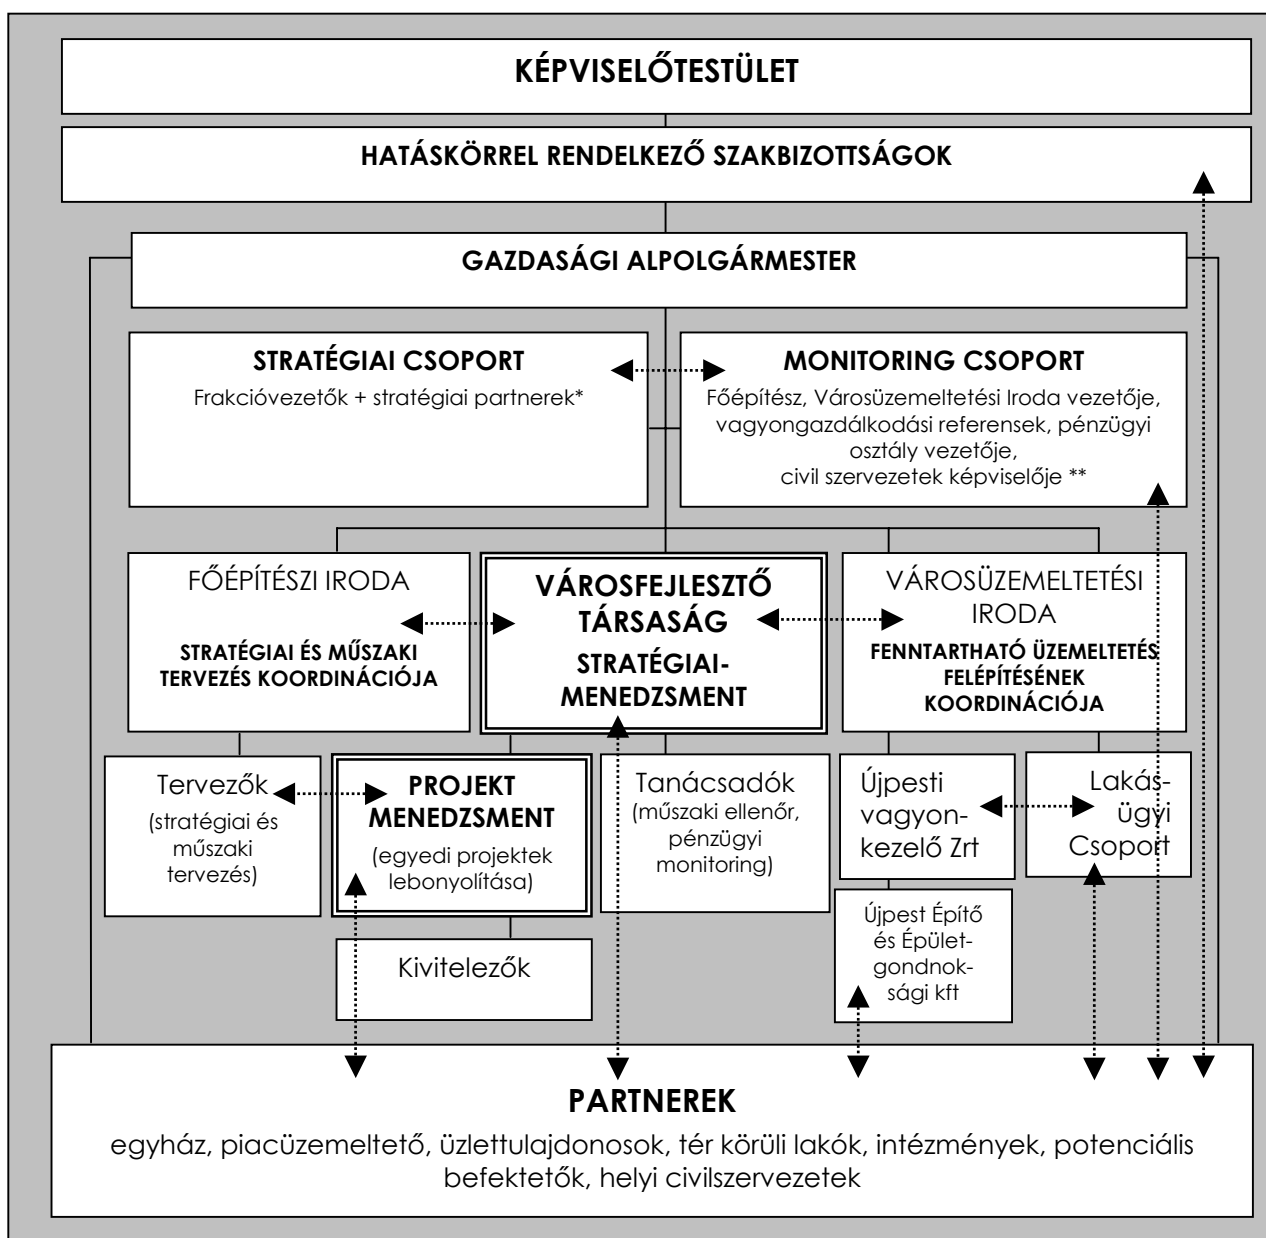 KÉPVISELŐTESTÜLET
HATÁSKÖRREL RENDELKEZŐ SZAKBIZOTTSÁGOK
GAZDASÁGI ALPOLGÁRMESTER
STRATÉGIAI CSOPORT
Frakcióvezetők + stratégiai partnerek*
MONITORING CSOPORT
Főépítész, Városüzemeltetési Iroda vezetője,
vagyongazdálkodási referensek, pénzügyi
osztály vezetője,
civil szervezetek képviselője **
FŐÉPÍTÉSZI IRODA
STRATÉGIAI ÉS MŰSZAKI
TERVEZÉS KOORDINÁCIÓJA
VÁROSFEJLESZTŐ
TÁRSASÁG
STRATÉGIAI-
MENEDZSMENT
VÁROSÜZEMELTETÉSI
IRODA
FENNTARTHATÓ ÜZEMELTETÉS
FELÉPÍTÉSÉNEK
KOORDINÁCIÓJA
Tervezők
(stratégiai és
műszaki
tervezés)
PROJEKT
MENEDZSMENT
(egyedi projektek
lebonyolítása)
Tanácsadók
(műszaki ellenőr,
pénzügyi
monitoring)
Újpesti
vagyon-
kezelő Zrt
Lakás-
ügyi
Csoport
Kivitelezők
Újpest Építő
és Épület-
gondnok-
sági kft
PARTNEREK
egyház, piacüzemeltető, üzlettulajdonosok, tér körüli lakók, intézmények, potenciális
befektetők, helyi civilszervezetek